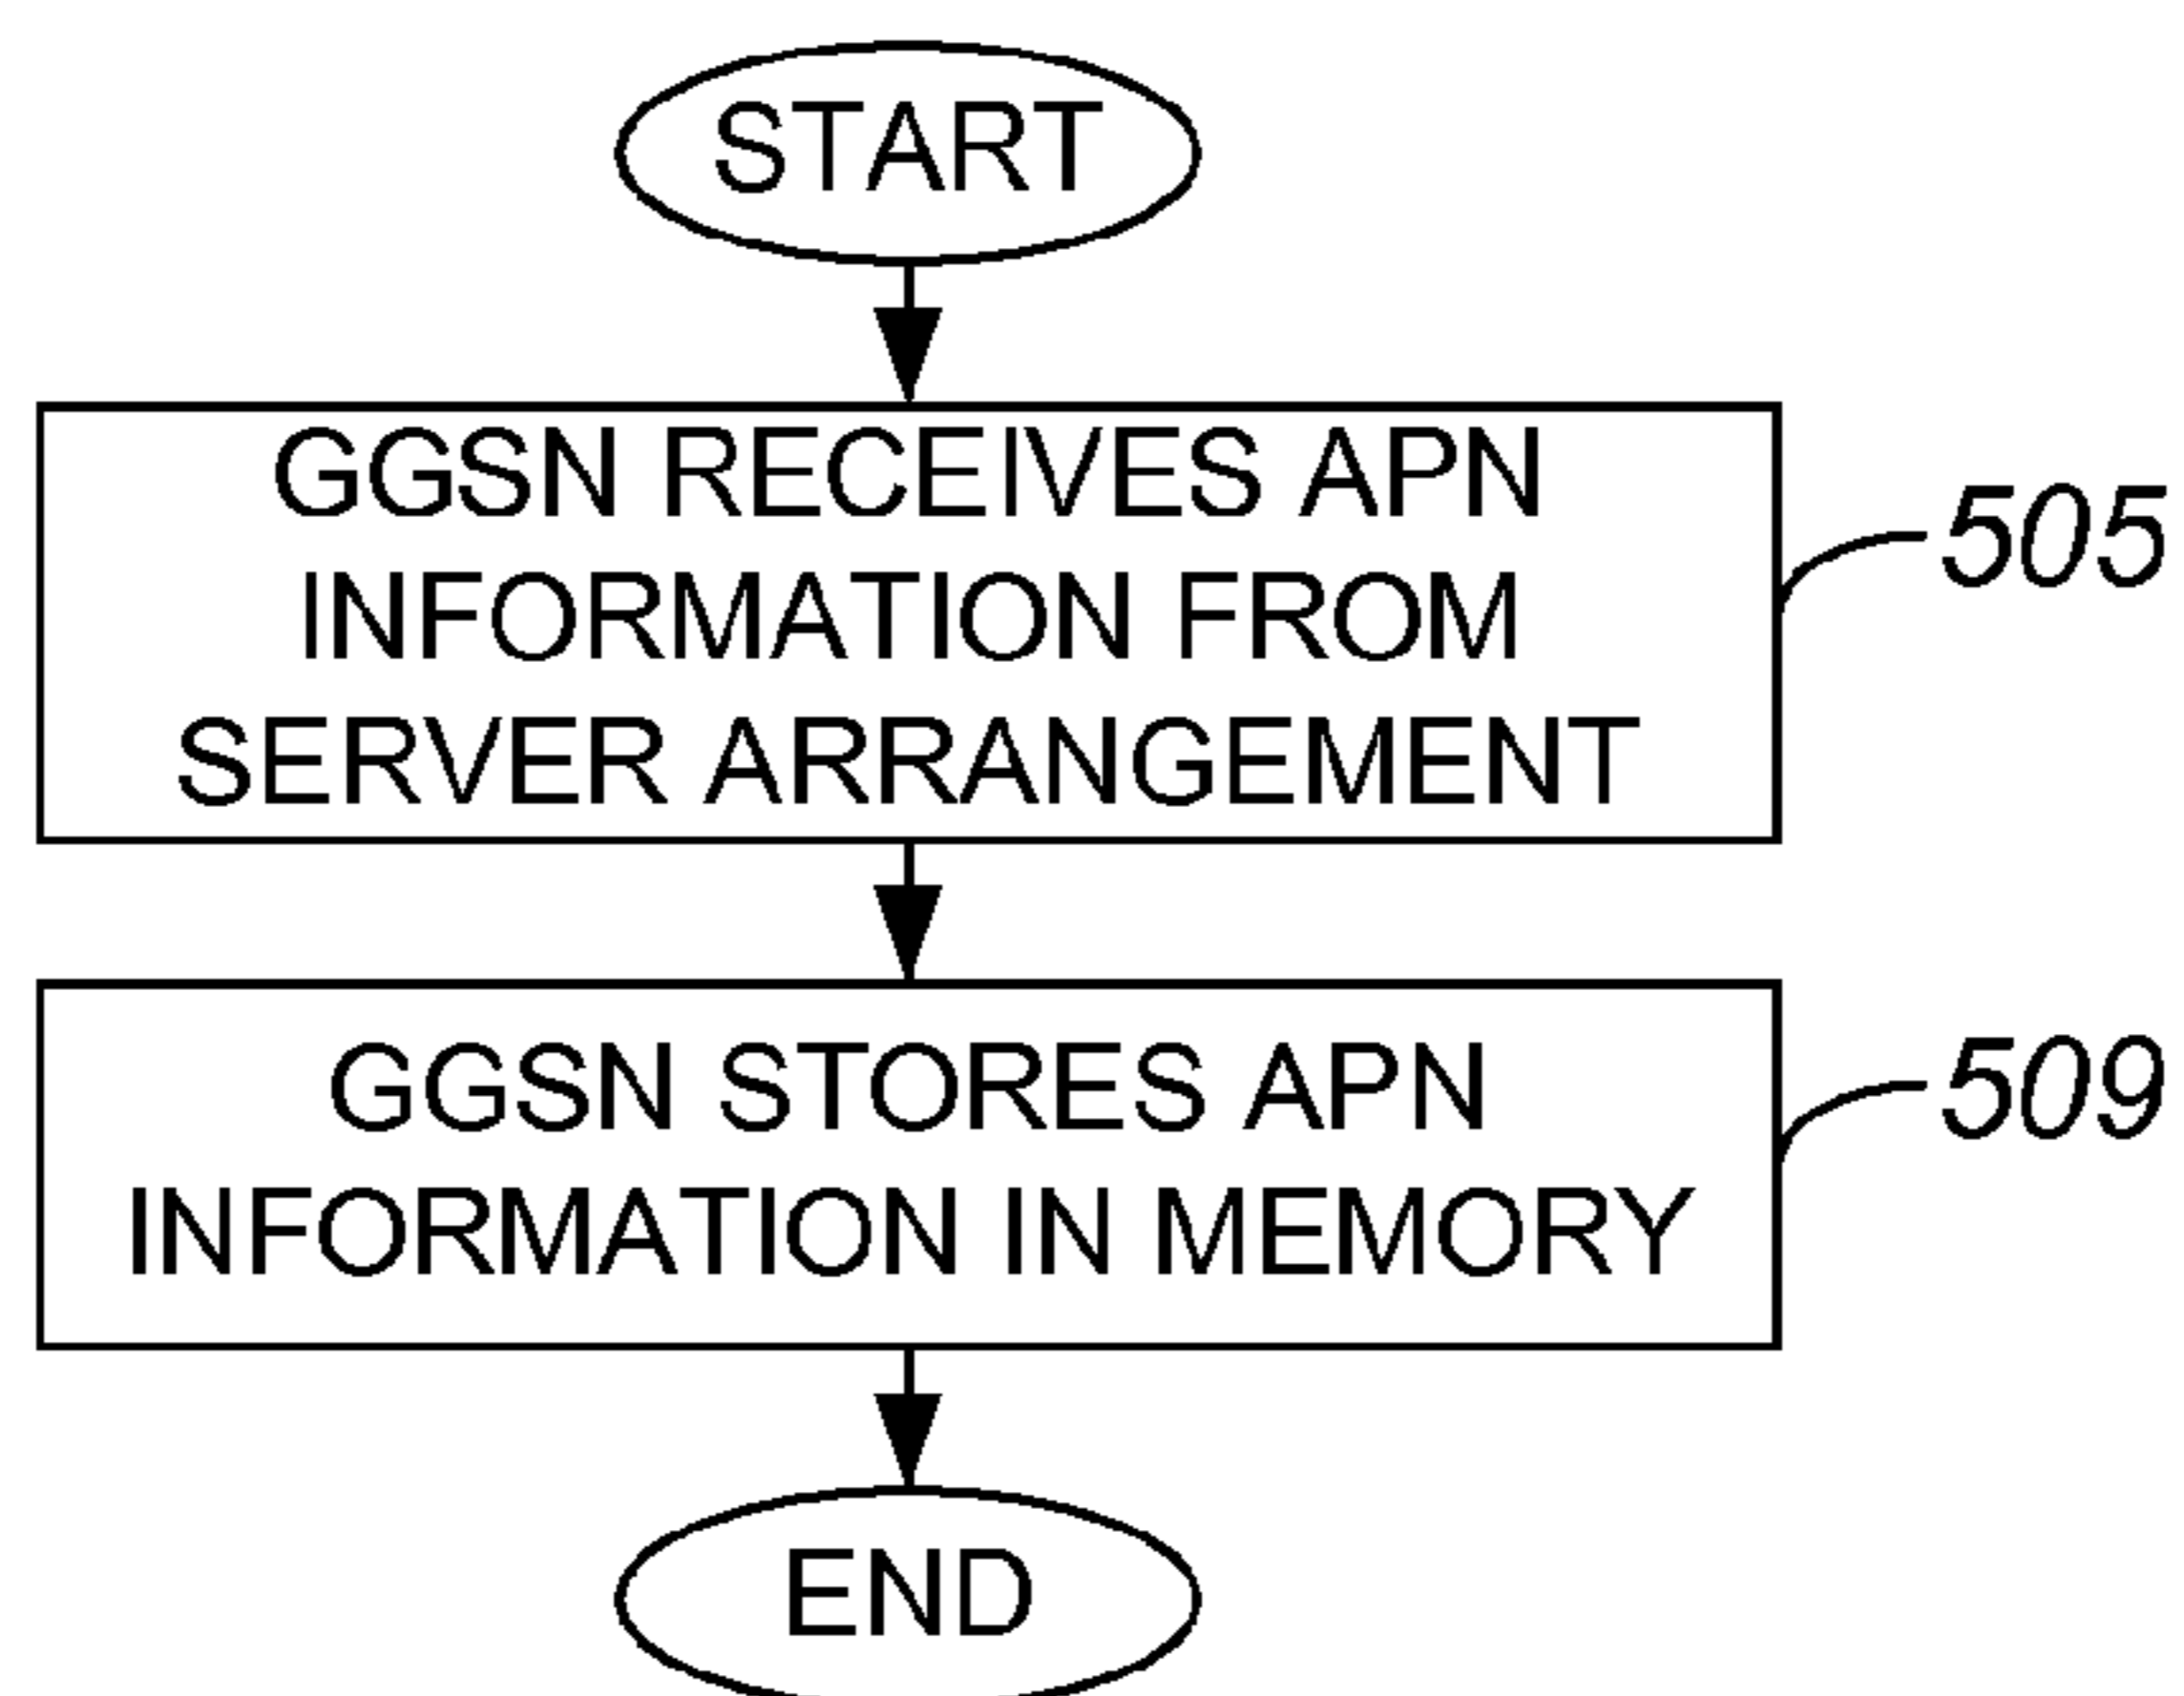 START
GGSN RECEIVES APN
INFORMATION FROM
SERVER ARRANGEMENT
505
GGSN STORES APN
INFORMATION IN MEMORY
509
END